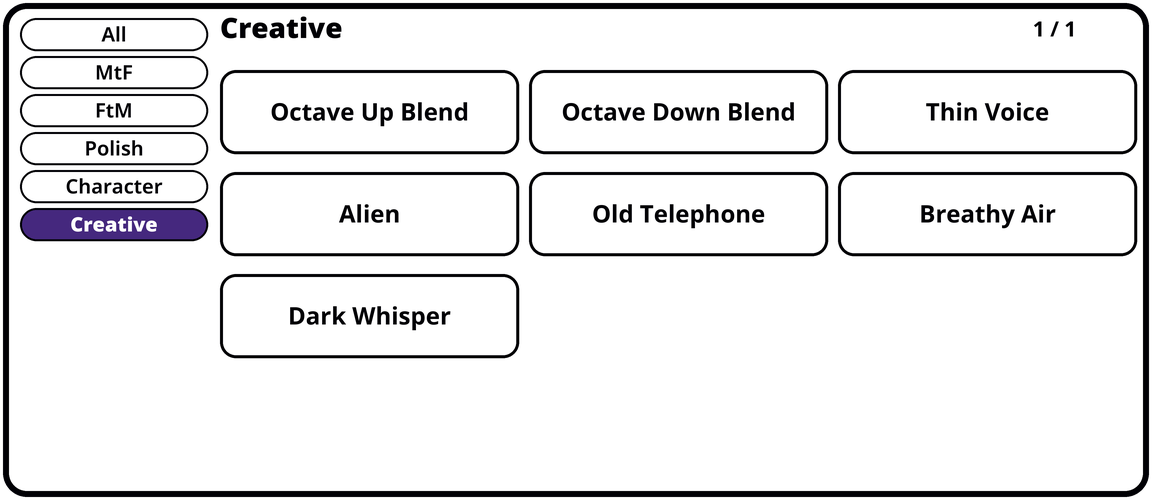 All
MtF
FtM
Polish
Character
Creative
Creative
1 / 1
Octave Up Blend
Octave Down Blend
Thin Voice
Alien
Old Telephone
Breathy Air
Dark Whisper